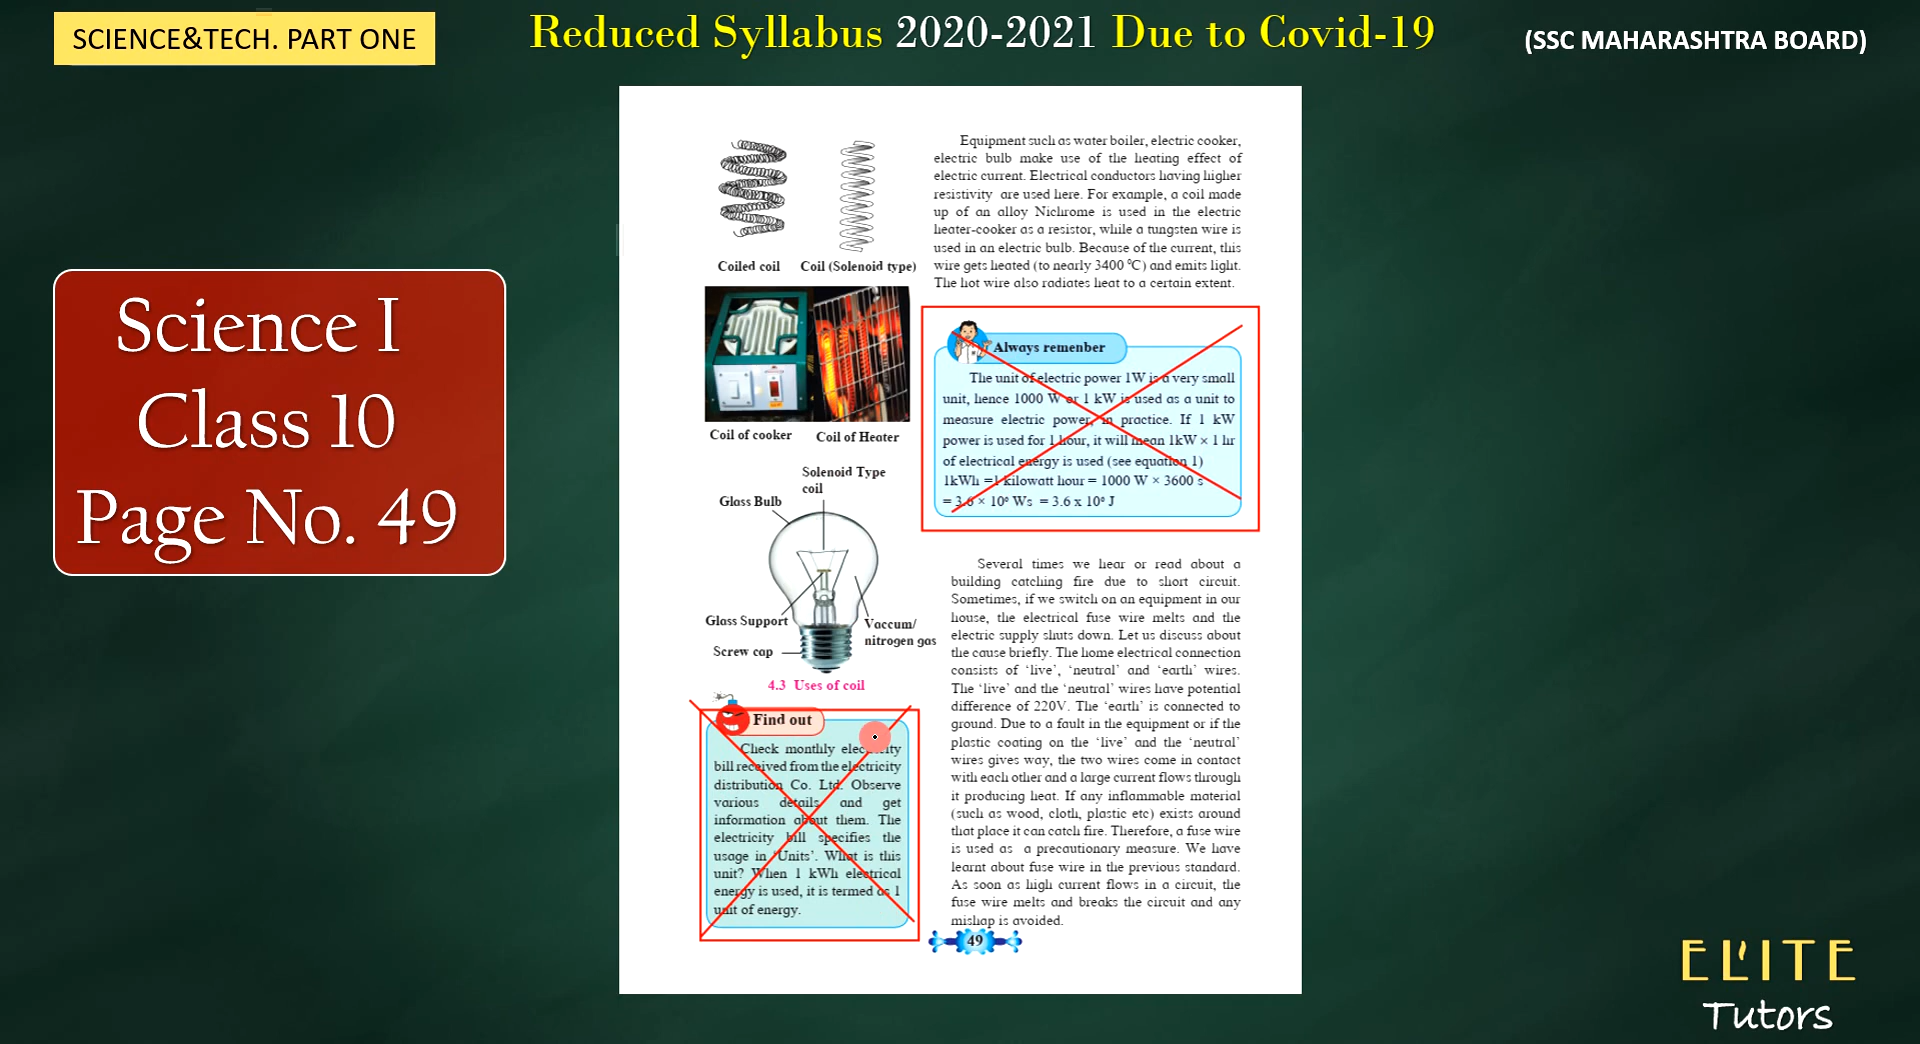 SCIENCE&TECH. PART ONE
Reduced Syllabus 2020-2021 Due to Covid-19
(SSC MAHARASHTRA BOARD)
Science I
Class 10
Page No. 49
Coiled coil
Coil (Solenoid type)
Coil of cooker
Coil of Heater
Solenoid Type
coil
Glass Bulb
Glass Support
Vaccum/
nitrogen gas
Screw cap
4.3 Uses of coil
Find out
Check monthly electricity
bill received from the electricity
distribution Co. Ltd. Observe
various details and get
information about them. The
electricity bill specifies the
usage in 'Units'. What is this
unit? When 1 kWh electrical
energy is used, it is termed as 1
unit of energy.
Equipment such as water boiler, electric cooker,
electric bulb make use of the heating effect of
electric current. Electrical conductors having higher
resistivity are used here. For example, a coil made
up of an alloy Nichrome is used in the electric
heater-cooker as a resistor, while a tungsten wire is
used in an electric bulb. Because of the current, this
wire gets heated (to nearly 3400 °C) and emits light.
The hot wire also radiates heat to a certain extent.
Always remenber
The unit of electric power 1W is a very small
unit, hence 1000 W or 1 kW is used as a unit to
measure electric power, in practice. If 1 kW
power is used for 1 hour, it will mean 1kW × 1 hr
of electrical energy is used (see equation 1)
1kWh =1 kilowatt hour = 1000 W × 3600 s
= 3.6 × 10⁶ Ws = 3.6 x 10⁶ J
Several times we hear or read about a
building catching fire due to short circuit.
Sometimes, if we switch on an equipment in our
house, the electrical fuse wire melts and the
electric supply shuts down. Let us discuss about
the cause briefly. The home electrical connection
consists of 'live', 'neutral' and 'earth' wires.
The 'live' and the 'neutral' wires have potential
difference of 220V. The 'earth' is connected to
ground. Due to a fault in the equipment or if the
plastic coating on the 'live' and the 'neutral'
wires gives way, the two wires come in contact
with each other and a large current flows through
it producing heat. If any inflammable material
(such as wood, cloth, plastic etc) exists around
that place it can catch fire. Therefore, a fuse wire
is used as a precautionary measure. We have
learnt about fuse wire in the previous standard.
As soon as high current flows in a circuit, the
fuse wire melts and breaks the circuit and any
mishap is avoided.
49
ELITE
Tutors